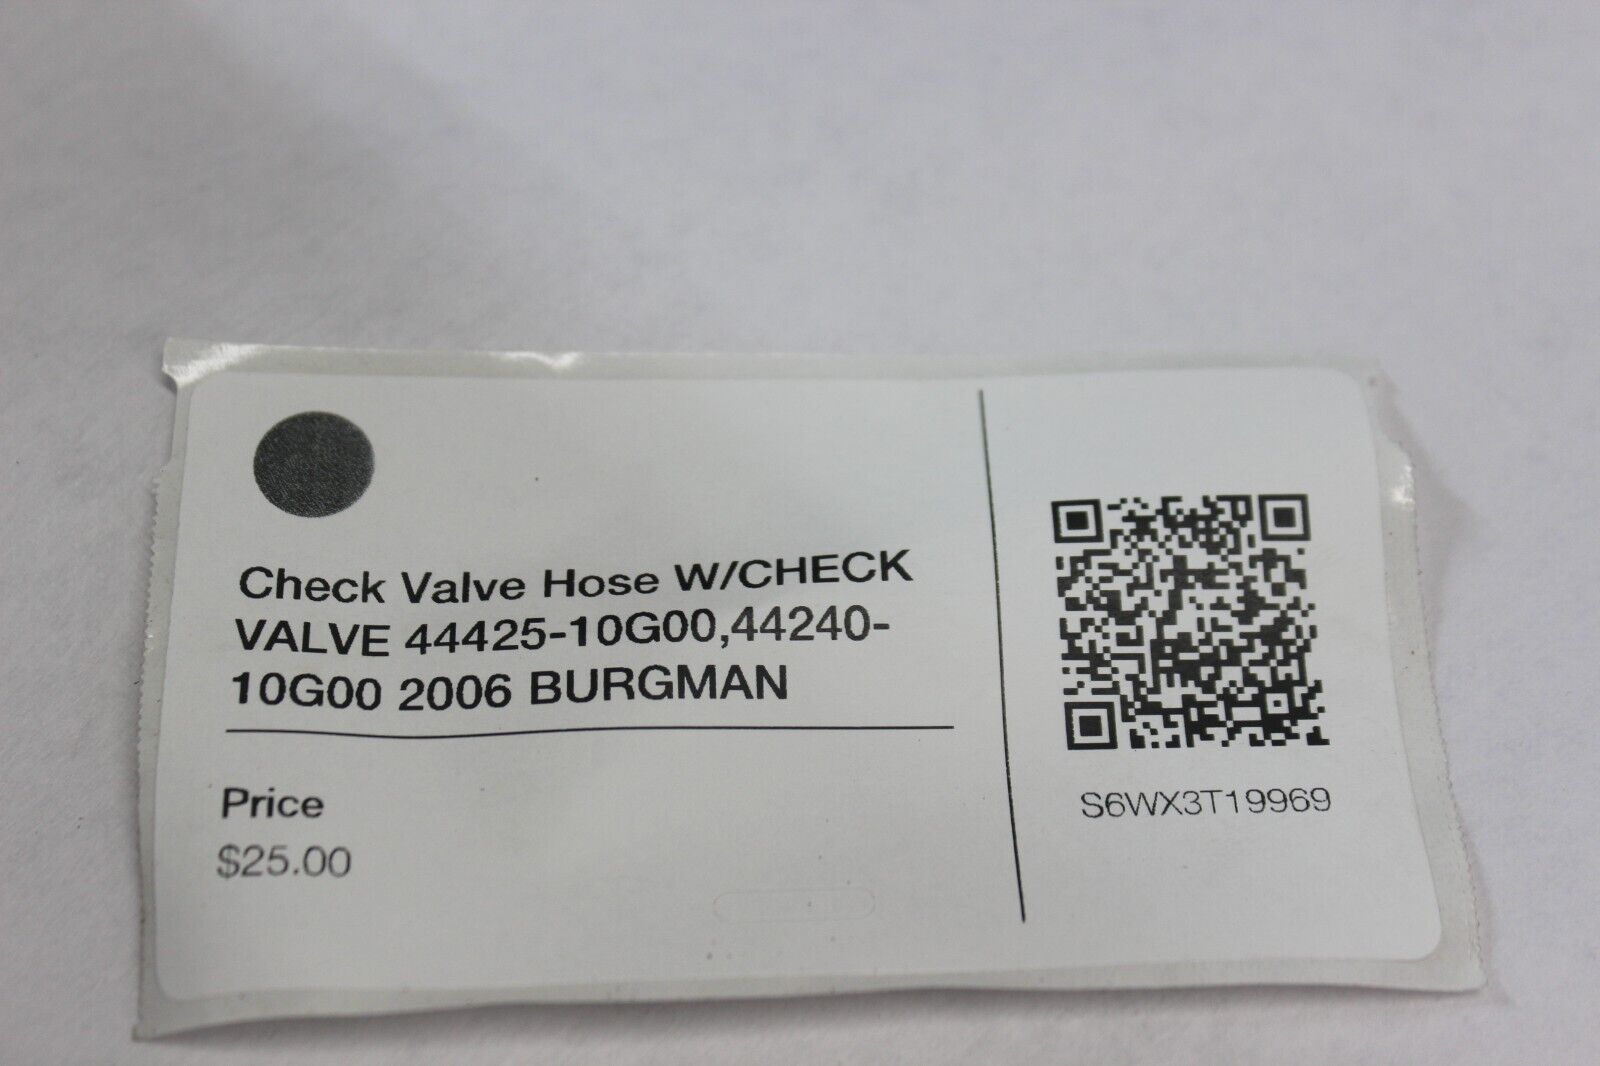 Check Valve Hose W/CHECK
VALVE 44425-10G00,44240-
10G00 2006 BURGMAN
Price
$25.00
S6WX3T19969